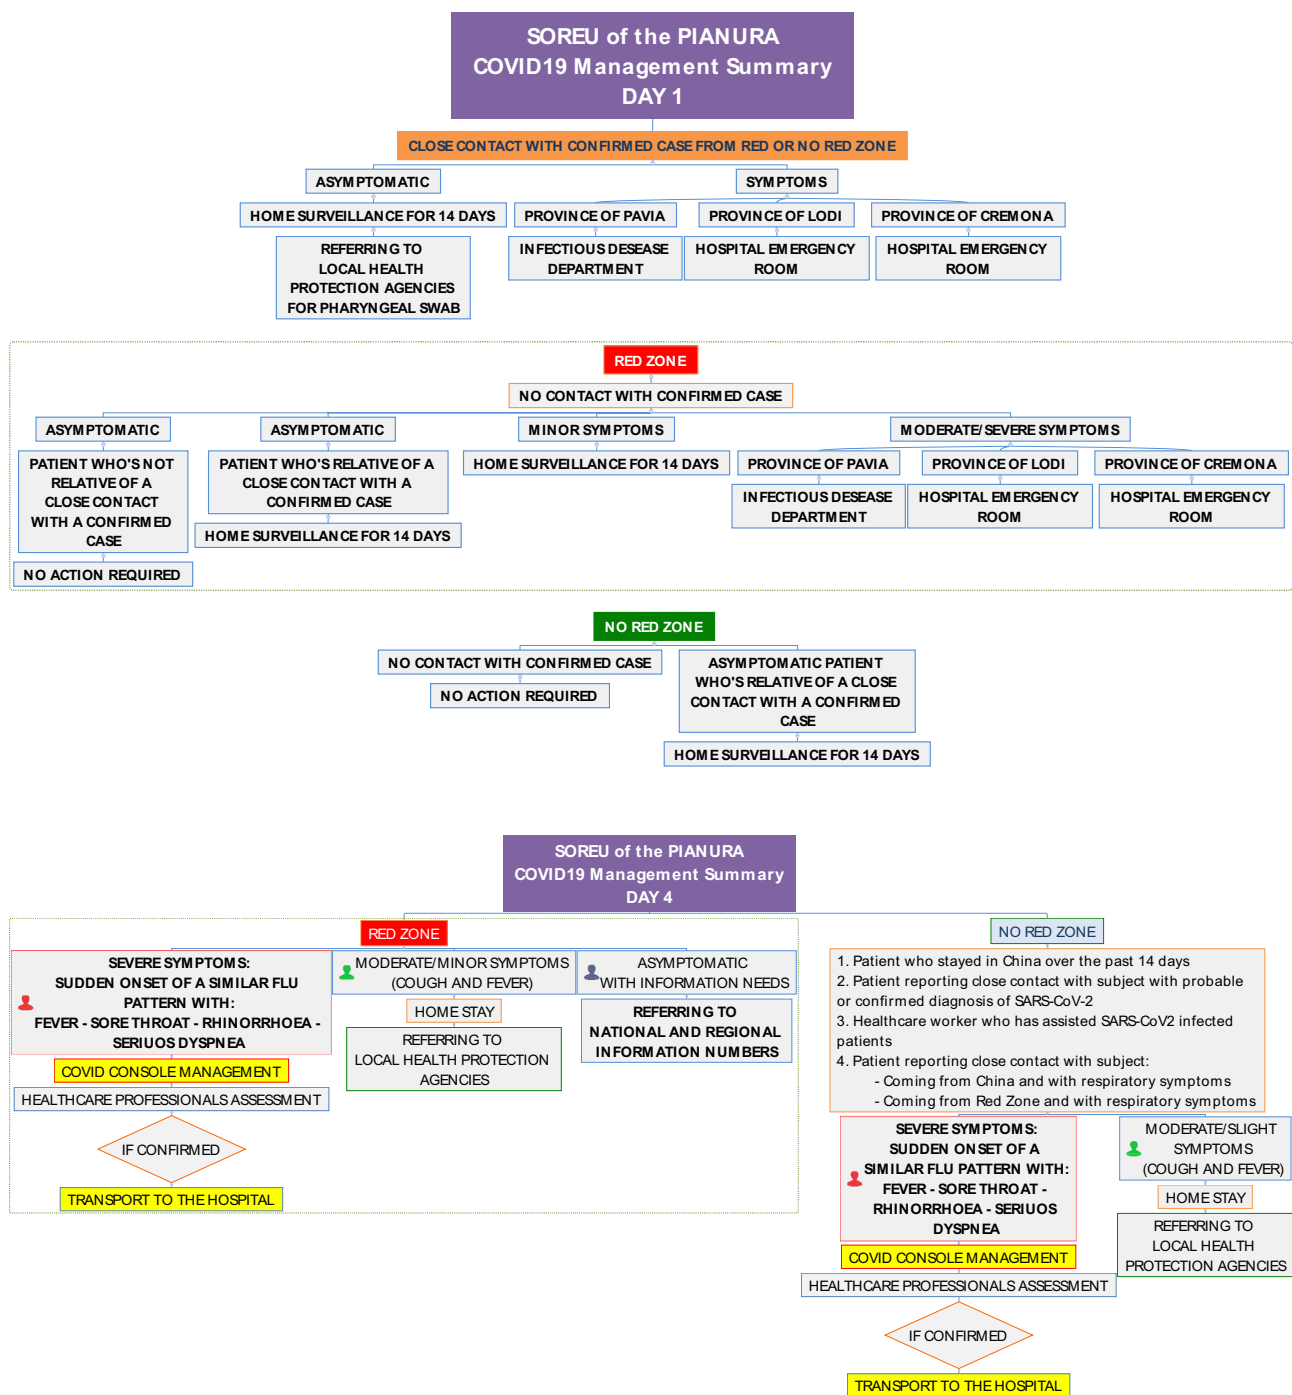 SOREU of the PIANURA
COVID19 Management Summary
DAY 1
CLOSE CONTACT WITH CONFIRMED CASE FROM RED OR NO RED ZONE
ASYMPTOMATIC
SYMPTOMS
HOME SURVEILLANCE FOR 14 DAYS
PROVINCE OF PAVIA
PROVINCE OF LODI
PROVINCE OF CREMONA
REFERRING TO
LOCAL HEALTH
PROTECTION AGENCIES
FOR PHARYNGEAL SWAB
INFECTIOUS DESEASE
DEPARTMENT
HOSPITAL EMERGENCY
ROOM
HOSPITAL EMERGENCY
ROOM
RED ZONE
NO CONTACT WITH CONFIRMED CASE
ASYMPTOMATIC
ASYMPTOMATIC
MINOR SYMPTOMS
MODERATE/SEVERE SYMPTOMS
PATIENT WHO'S NOT
RELATIVE OF A
CLOSE CONTACT
WITH A CONFIRMED
CASE
NO ACTION REQUIRED
PATIENT WHO'S RELATIVE OF A
CLOSE CONTACT WITH A
CONFIRMED CASE
HOME SURVEILLANCE FOR 14 DAYS
HOME SURVEILLANCE FOR 14 DAYS
PROVINCE OF PAVIA
PROVINCE OF LODI
PROVINCE OF CREMONA
INFECTIOUS DESEASE
DEPARTMENT
HOSPITAL EMERGENCY
ROOM
HOSPITAL EMERGENCY
ROOM
NO RED ZONE
NO CONTACT WITH CONFIRMED CASE
NO ACTION REQUIRED
ASYMPTOMATIC PATIENT
WHO'S RELATIVE OF A CLOSE
CONTACT WITH A CONFIRMED
CASE
HOME SURVEILLANCE FOR 14 DAYS
SOREU of the PIANURA
COVID19 Management Summary
DAY 4
RED ZONE
SEVERE SYMPTOMS:
SUDDEN ONSET OF A SIMILAR FLU
PATTERN WITH:
FEVER - SORE THROAT - RHINORRHOEA -
SERIUOS DYSPNEA
COVID CONSOLE MANAGEMENT
HEALTHCARE PROFESSIONALS ASSESSMENT
IF CONFIRMED
TRANSPORT TO THE HOSPITAL
MODERATE/MINOR SYMPTOMS
(COUGH AND FEVER)
HOME STAY
REFERRING TO
LOCAL HEALTH PROTECTION
AGENCIES
ASYMPTOMATIC
WITH INFORMATION NEEDS
REFERRING TO
NATIONAL AND REGIONAL
INFORMATION NUMBERS
NO RED ZONE
1. Patient who stayed in China over the past 14 days
2. Patient reporting close contact with subject with probable
or confirmed diagnosis of SARS-CoV-2
3. Healthcare worker who has assisted SARS-CoV2 infected
patients
4. Patient reporting close contact with subject:
- Coming from China and with respiratory symptoms
- Coming from Red Zone and with respiratory symptoms
SEVERE SYMPTOMS:
SUDDEN ONSET OF A
SIMILAR FLU PATTERN WITH:
FEVER - SORE THROAT -
RHINORRHOEA - SERIUOS
DYSPNEA
COVID CONSOLE MANAGEMENT
HEALTHCARE PROFESSIONALS ASSESSMENT
IF CONFIRMED
TRANSPORT TO THE HOSPITAL
MODERATE/SLIGHT
SYMPTOMS
(COUGH AND FEVER)
HOME STAY
REFERRING TO
LOCAL HEALTH
PROTECTION AGENCIES